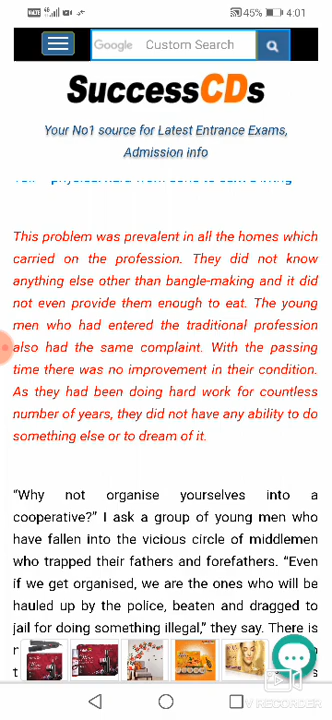 45% 4:01
Google Custom Search
SuccessCDs
Your No1 source for Latest Entrance Exams,
Admission info
This problem was prevalent in all the homes which
carried on the profession. They did not know
anything else other than bangle-making and it did
not even provide them enough to eat. The young
men who had entered the traditional profession
also had the same complaint. With the passing
time there was no improvement in their condition.
As they had been doing hard work for countless
number of years, they did not have any ability to do
something else or to dream of it.
“Why not organise yourselves into a
cooperative?” I ask a group of young men who
have fallen into the vicious circle of middlemen
who trapped their fathers and forefathers. “Even
if we get organised, we are the ones who will be
hauled up by the police, beaten and dragged to
jail for doing something illegal,” they say. There is